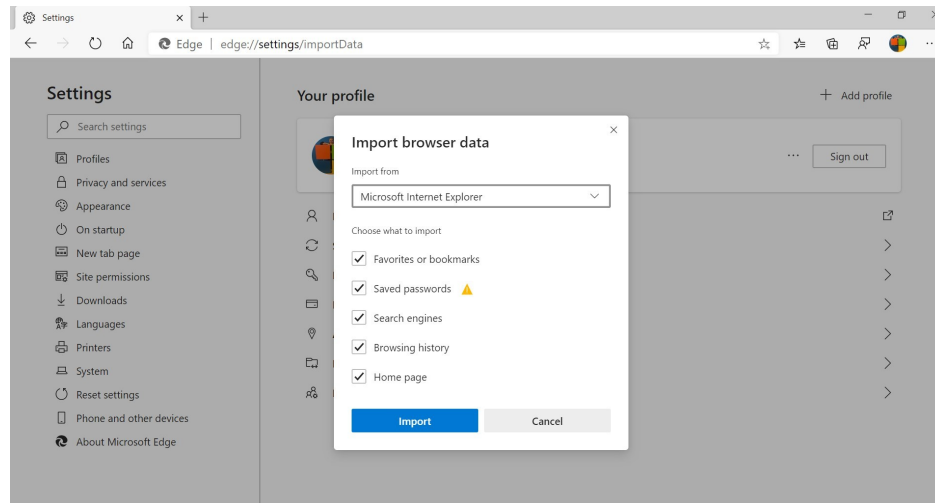 Settings
Edge | edge://settings/importData
Settings
Search settings
Profiles
Privacy and services
Appearance
On startup
New tab page
Site permissions
Downloads
Languages
Printers
System
Reset settings
Phone and other devices
About Microsoft Edge
Your profile
Add profile
Sign out
Import browser data
Import from
Microsoft Internet Explorer
Choose what to import
Favorites or bookmarks
Saved passwords
Search engines
Browsing history
Home page
Import
Cancel